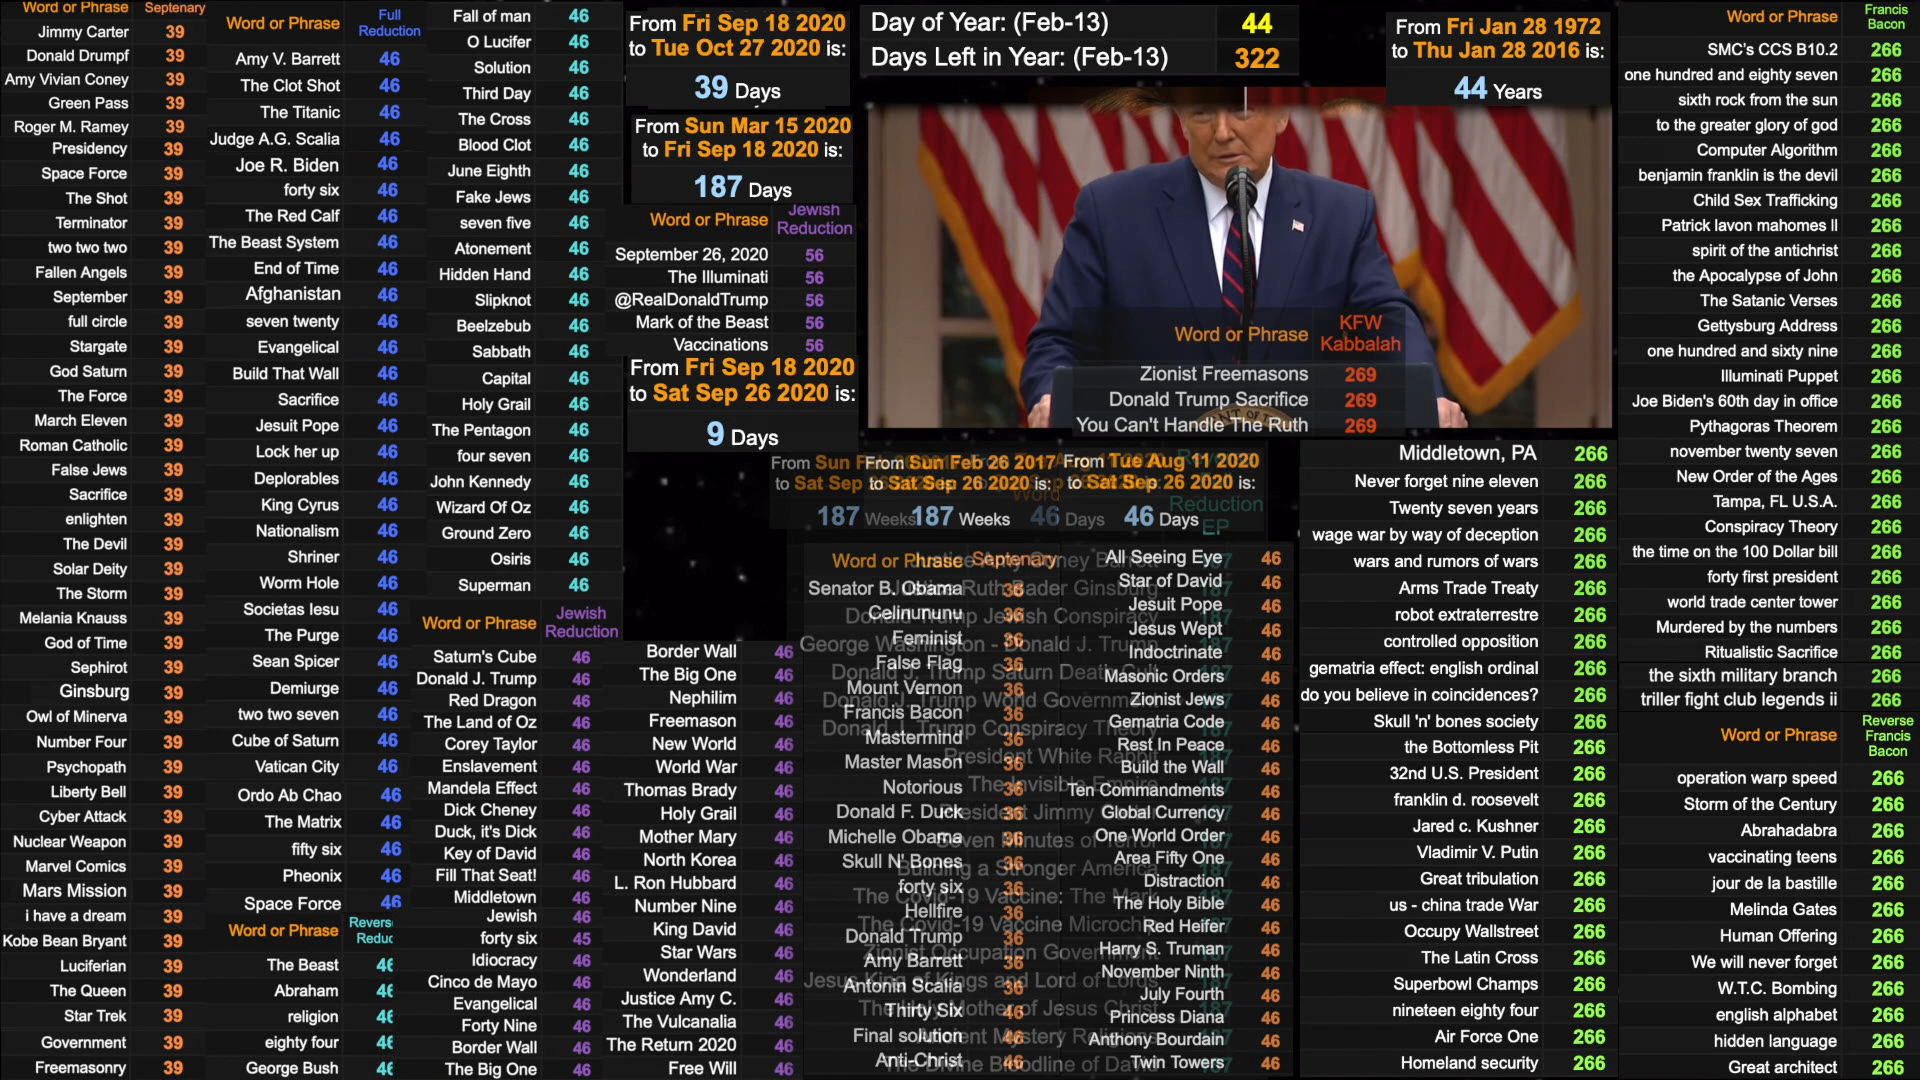 Word or Phrase Septenary
Jimmy Carter 39
Donald Drumpf 39
Amy Vivian Coney 39
Green Pass 39
Roger M. Ramey 39
Presidency 39
Space Force 39
The Shot 39
Terminator 39
two two two 39
Fallen Angels 39
September 39
full circle 39
Stargate 39
God Saturn 39
The Force 39
March Eleven 39
Roman Catholic 39
False Jews 39
Sacrifice 39
enlighten 39
The Devil 39
Solar Deity 39
The Storm 39
Melania Knauss 39
God of Time 39
Sephirot 39
Ginsburg 39
Owl of Minerva 39
Number Four 39
Psychopath 39
Liberty Bell 39
Cyber Attack 39
Nuclear Weapon 39
Marvel Comics 39
Mars Mission 39
i have a dream 39
Kobe Bean Bryant 39
Luciferian 39
The Queen 39
Star Trek 39
Government 39
Freemasonry 39
Word or Phrase Full Reduction
Amy V. Barrett 46
The Clot Shot 46
The Titanic 46
Judge A.G. Scalia 46
Joe R. Biden 46
forty six 46
The Red Calf 46
The Beast System 46
End of Time 46
Afghanistan 46
seven twenty 46
Evangelical 46
Build That Wall 46
Sacrifice 46
Jesuit Pope 46
Lock her up 46
Deplorables 46
King Cyrus 46
Nationalism 46
Shriner 46
Worm Hole 46
Societas Iesu 46
The Purge 46
Sean Spicer 46
Demiurge 46
two two seven 46
Cube of Saturn 46
Vatican City 46
Ordo Ab Chao 46
The Matrix 46
fifty six 46
Pheonix 46
Space Force 46
Word or Phrase
The Beast 46
Abraham 46
religion 46
eighty four 46
George Bush 46
Fall of man 46
O Lucifer 46
Solution 46
Third Day 46
The Cross 46
Blood Clot 46
June Eighth 46
Fake Jews 46
seven five 46
Atonement 46
Hidden Hand 46
Slipknot 46
Beelzebub 46
Sabbath 46
Capital 46
Holy Grail 46
The Pentagon 46
four seven 46
John Kennedy 46
Wizard Of Oz 46
Ground Zero 46
Osiris 46
Superman 46
Word or Phrase Jewish Reduction
Saturn's Cube 46
Donald J. Trump 46
Red Dragon 46
The Land of Oz 46
Corey Taylor 46
Enslavement 46
Mandela Effect 46
Dick Cheney 46
Duck, it's Dick 46
Key of David 46
Fill That Seat! 46
Middletown 46
Jewish 46
forty six 45
Idiocracy 46
Cinco de Mayo 46
Evangelical 46
Forty Nine 46
Border Wall 46
The Big One 46
From Fri Sep 18 2020
to Tue Oct 27 2020 is:
39 Days
From Sun Mar 15 2020
to Fri Sep 18 2020 is:
187 Days
Word or Phrase Jewish Reduction
September 26, 2020 56
The Illuminati 56
@RealDonaldTrump 56
Mark of the Beast 56
Vaccinations 56
From Fri Sep 18 2020
to Sat Sep 26 2020 is:
9 Days
Border Wall 46
The Big One 46
Nephilim 46
Freemason 46
New World 46
World War 46
Thomas Brady 46
Holy Grail 46
Mother Mary 46
North Korea 46
L. Ron Hubbard 46
Number Nine 46
King David 46
Star Wars 46
Wonderland 46
Justice Amy C. 46
The Vulcanalia 46
The Return 2020 46
Free Will 46
Day of Year: (Feb-13) 44
Days Left in Year: (Feb-13) 322
From Fri Jan 28 1972
to Thu Jan 28 2016 is:
44 Years
Word or Phrase KFW Kabbalah
Zionist Freemasons 269
Donald Trump Sacrifice 269
You Can't Handle The Ruth 269
From Sun Feb 26 2017
to Sat Sep 26 2020 is:
187 Weeks
From Tue Aug 11 2020
to Sat Sep 26 2020 is:
46 Days
Word or Phrase Septenary
Senator B. Obama 36
Celinununu 36
Feminist 36
False Flag 36
Mount Vernon 36
Francis Bacon 36
Mastermind 36
Master Mason 36
Notorious 36
Donald F. Duck 36
Michelle Obama 36
Skull N' Bones 36
forty six 36
Hellfire 36
Donald Trump 36
Amy Barrett 36
Antonin Scalia 36
Thirty Six 46
Final solution 46
Anti-Christ 46
All Seeing Eye 46
Star of David 46
Jesuit Pope 46
Jesus Wept 46
Indoctrinate 46
Masonic Orders 46
Zionist Jews 46
Gematria Code 46
Rest In Peace 46
Build the Wall 46
Ten Commandments 46
Global Currency 46
One World Order 46
Area Fifty One 46
Distraction 46
The Holy Bible 46
Red Heifer 46
Harry S. Truman 46
November Ninth 46
July Fourth 46
Princess Diana 46
Anthony Bourdain 46
Twin Towers 46
Middletown, PA 266
Never forget nine eleven 266
Twenty seven years 266
wage war by way of deception 266
wars and rumors of wars 266
Arms Trade Treaty 266
robot extraterrestre 266
controlled opposition 266
gematria effect: english ordinal 266
do you believe in coincidences? 266
Skull 'n' bones society 266
the Bottomless Pit 266
32nd U.S. President 266
franklin d. roosevelt 266
Jared c. Kushner 266
Vladimir V. Putin 266
Great tribulation 266
us - china trade War 266
Occupy Wallstreet 266
The Latin Cross 266
Superbowl Champs 266
nineteen eighty four 266
Air Force One 266
Homeland security 266
Word or Phrase Francis Bacon
SMC's CCS B10.2 266
one hundred and eighty seven 266
sixth rock from the sun 266
to the greater glory of god 266
Computer Algorithm 266
benjamin franklin is the devil 266
Child Sex Trafficking 266
Patrick lavon mahomes II 266
spirit of the antichrist 266
the Apocalypse of John 266
The Satanic Verses 266
Gettysburg Address 266
one hundred and sixty nine 266
Illuminati Puppet 266
Joe Biden's 60th day in office 266
Pythagoras Theorem 266
november twenty seven 266
New Order of the Ages 266
Tampa, FL U.S.A. 266
Conspiracy Theory 266
the time on the 100 Dollar bill 266
forty first president 266
world trade center tower 266
Murdered by the numbers 266
Ritualistic Sacrifice 266
the sixth military branch 266
triller fight club legends ii 266
Word or Phrase Reverse Francis Bacon
operation warp speed 266
Storm of the Century 266
Abrahadabra 266
vaccinating teens 266
jour de la bastille 266
Melinda Gates 266
Human Offering 266
We will never forget 266
W.T.C. Bombing 266
english alphabet 266
hidden language 266
Great architect 266